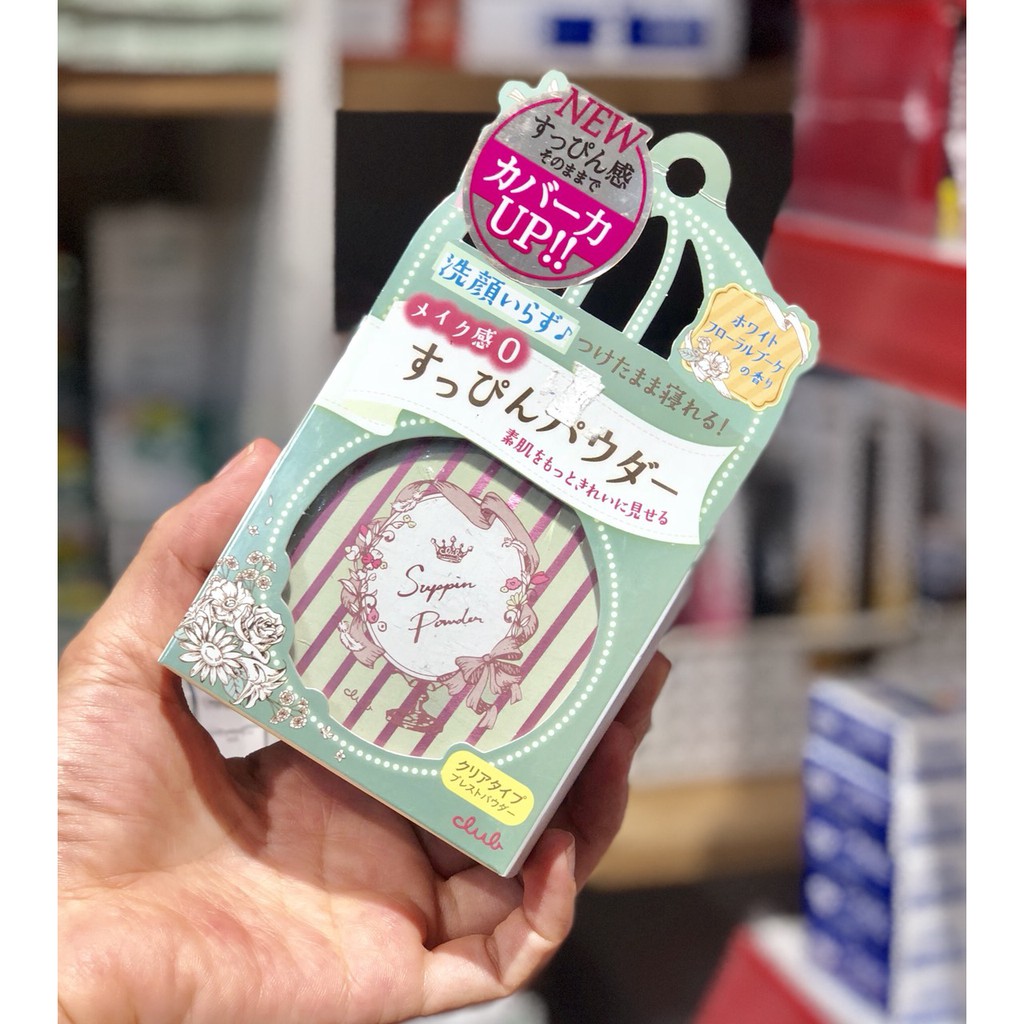 NEW
すっぴん感
そのままで
カバー力
UP!!
洗顔いらず♪
つけたまま寝れる!
ホワイト
フローラルブーケ
の香り
メイク感0
すっぴんパウダー
素肌をもっときれいに見せる
Suppin
Powder
club
クリアタイプ
プレストパウダー
club